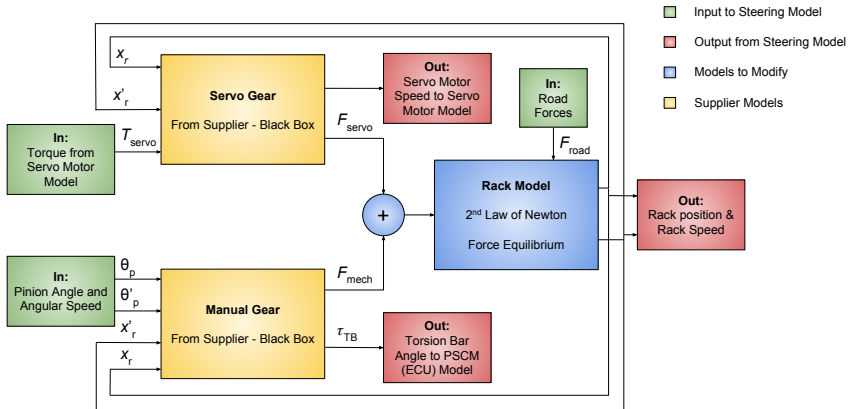 Input to Steering Model
Output from Steering Model
Models to Modify
Supplier Models
x_r
x'_r
T_servo
In:
Torque from
Servo Motor
Model
Servo Gear
From Supplier - Black Box
F_servo
Out:
Servo Motor
Speed to Servo
Motor Model
In:
Road
Forces
F_road
+
Rack Model
2nd Law of Newton
Force Equilibrium
Out:
Rack position &
Rack Speed
In:
Pinion Angle and
Angular Speed
θ_p
θ'_p
x'_r
x_r
Manual Gear
From Supplier - Black Box
F_mech
τ_TB
Out:
Torsion Bar
Angle to PSCM
(ECU) Model